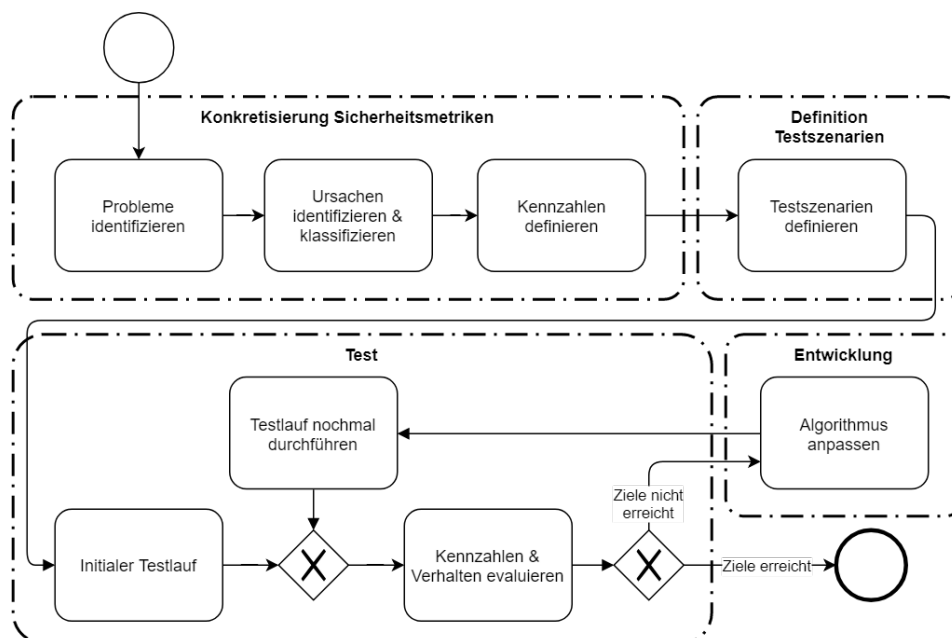 Konkretisierung Sicherheitsmetriken
Definition
Testszenarien
Probleme
identifizieren
Ursachen
identifizieren &
klassifizieren
Kennzahlen
definieren
Testszenarien
definieren
Test
Entwicklung
Testlauf nochmal
durchführen
Algorithmus
anpassen
Ziele nicht
erreicht
Initialer Testlauf
Kennzahlen &
Verhalten evaluieren
Ziele erreicht